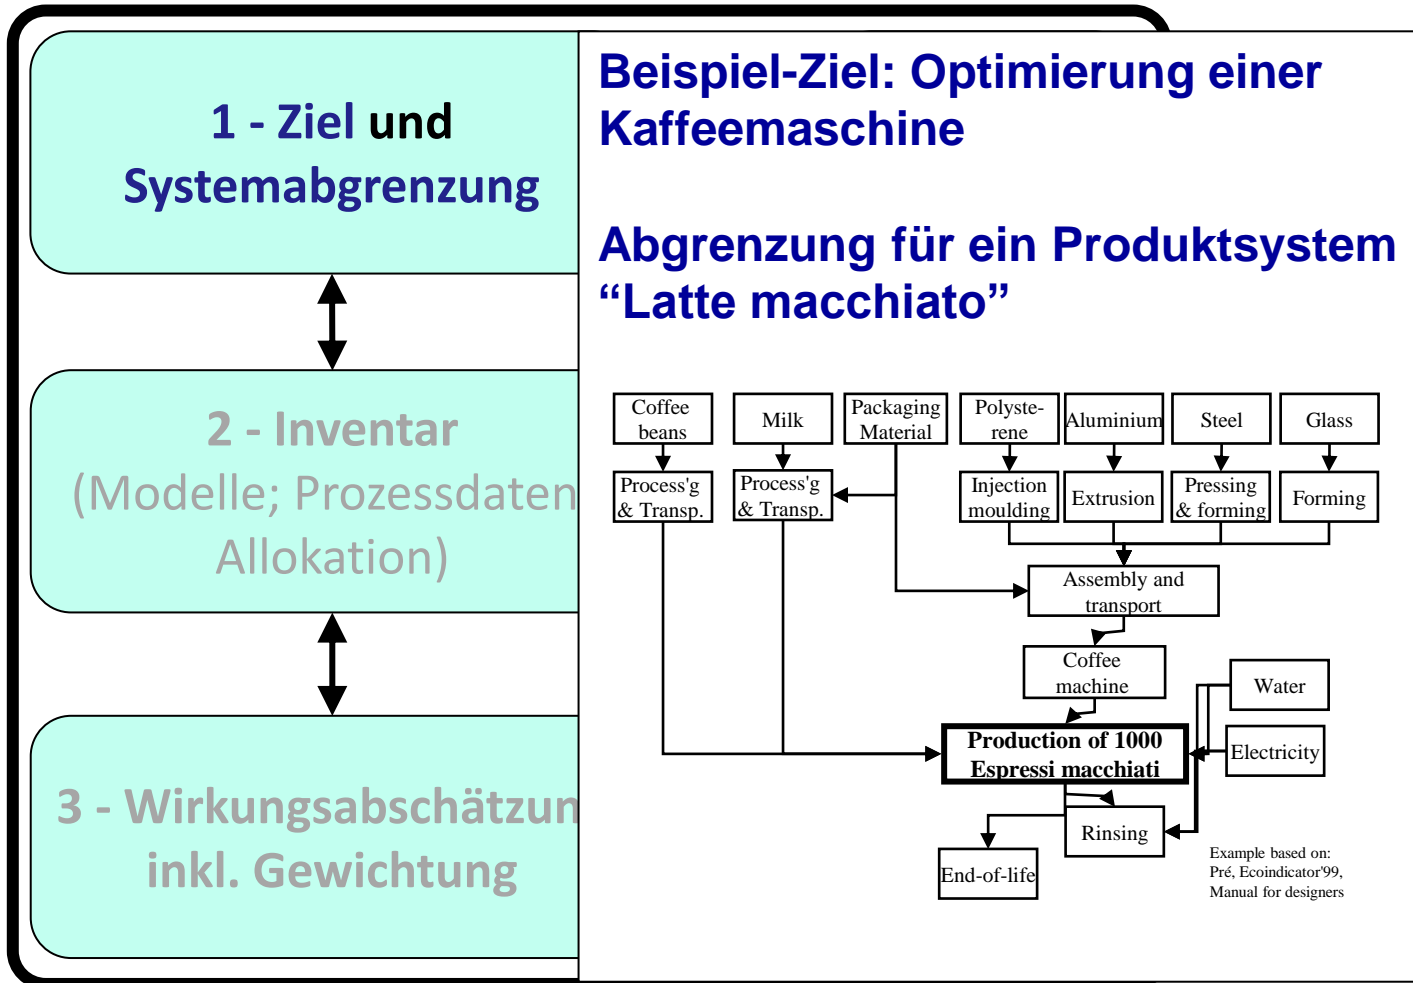 1 - Ziel und
Systemabgrenzung
2 - Inventar
(Modelle; Prozessdaten
Allokation)
3 - Wirkungsabschätzun
inkl. Gewichtung
Beispiel-Ziel: Optimierung einer
Kaffeemaschine
Abgrenzung für ein Produktsystem
“Latte macchiato”
Coffee
beans
Milk
Packaging
Material
Polyste-
rene
Aluminium
Steel
Glass
Process'g
& Transp.
Process'g
& Transp.
Injection
moulding
Extrusion
Pressing
& forming
Forming
Assembly and
transport
Coffee
machine
Water
Production of 1000
Espressi macchiati
Electricity
Rinsing
End-of-life
Example based on:
Pré, Ecoindicator'99,
Manual for designers